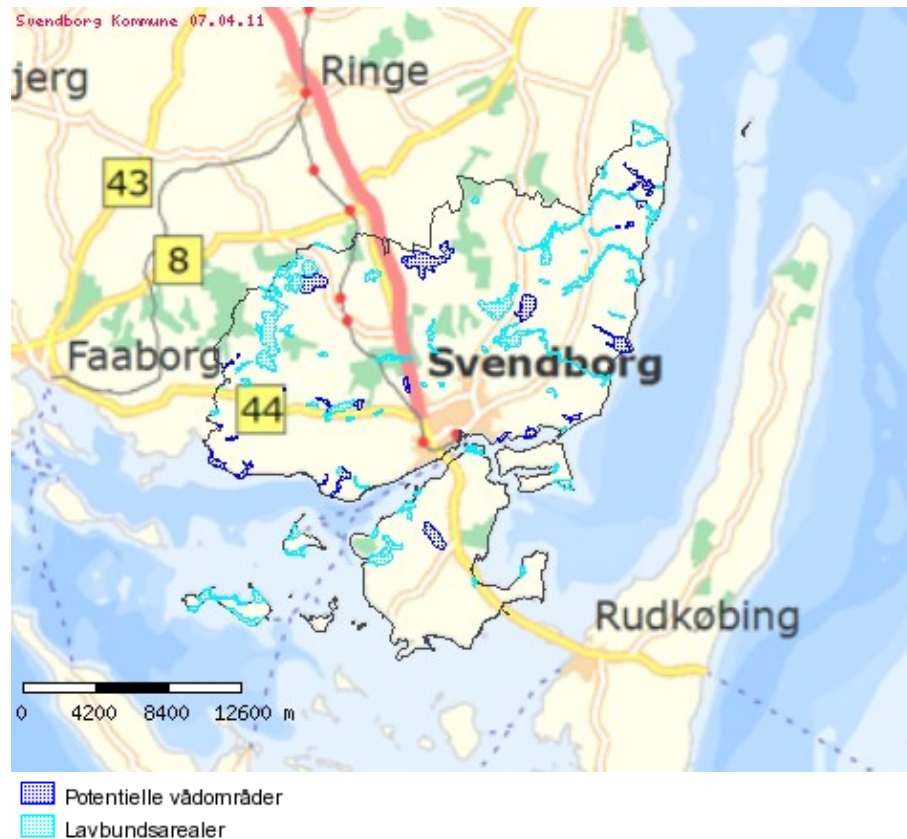 Svendborg Kommune 07.04.11
jerg
Ringe
43
8
Faaborg
Svendborg
44
Rudkøbing
0 4200 8400 12600 m
Potentielle vådområder
Lavbundsarealer